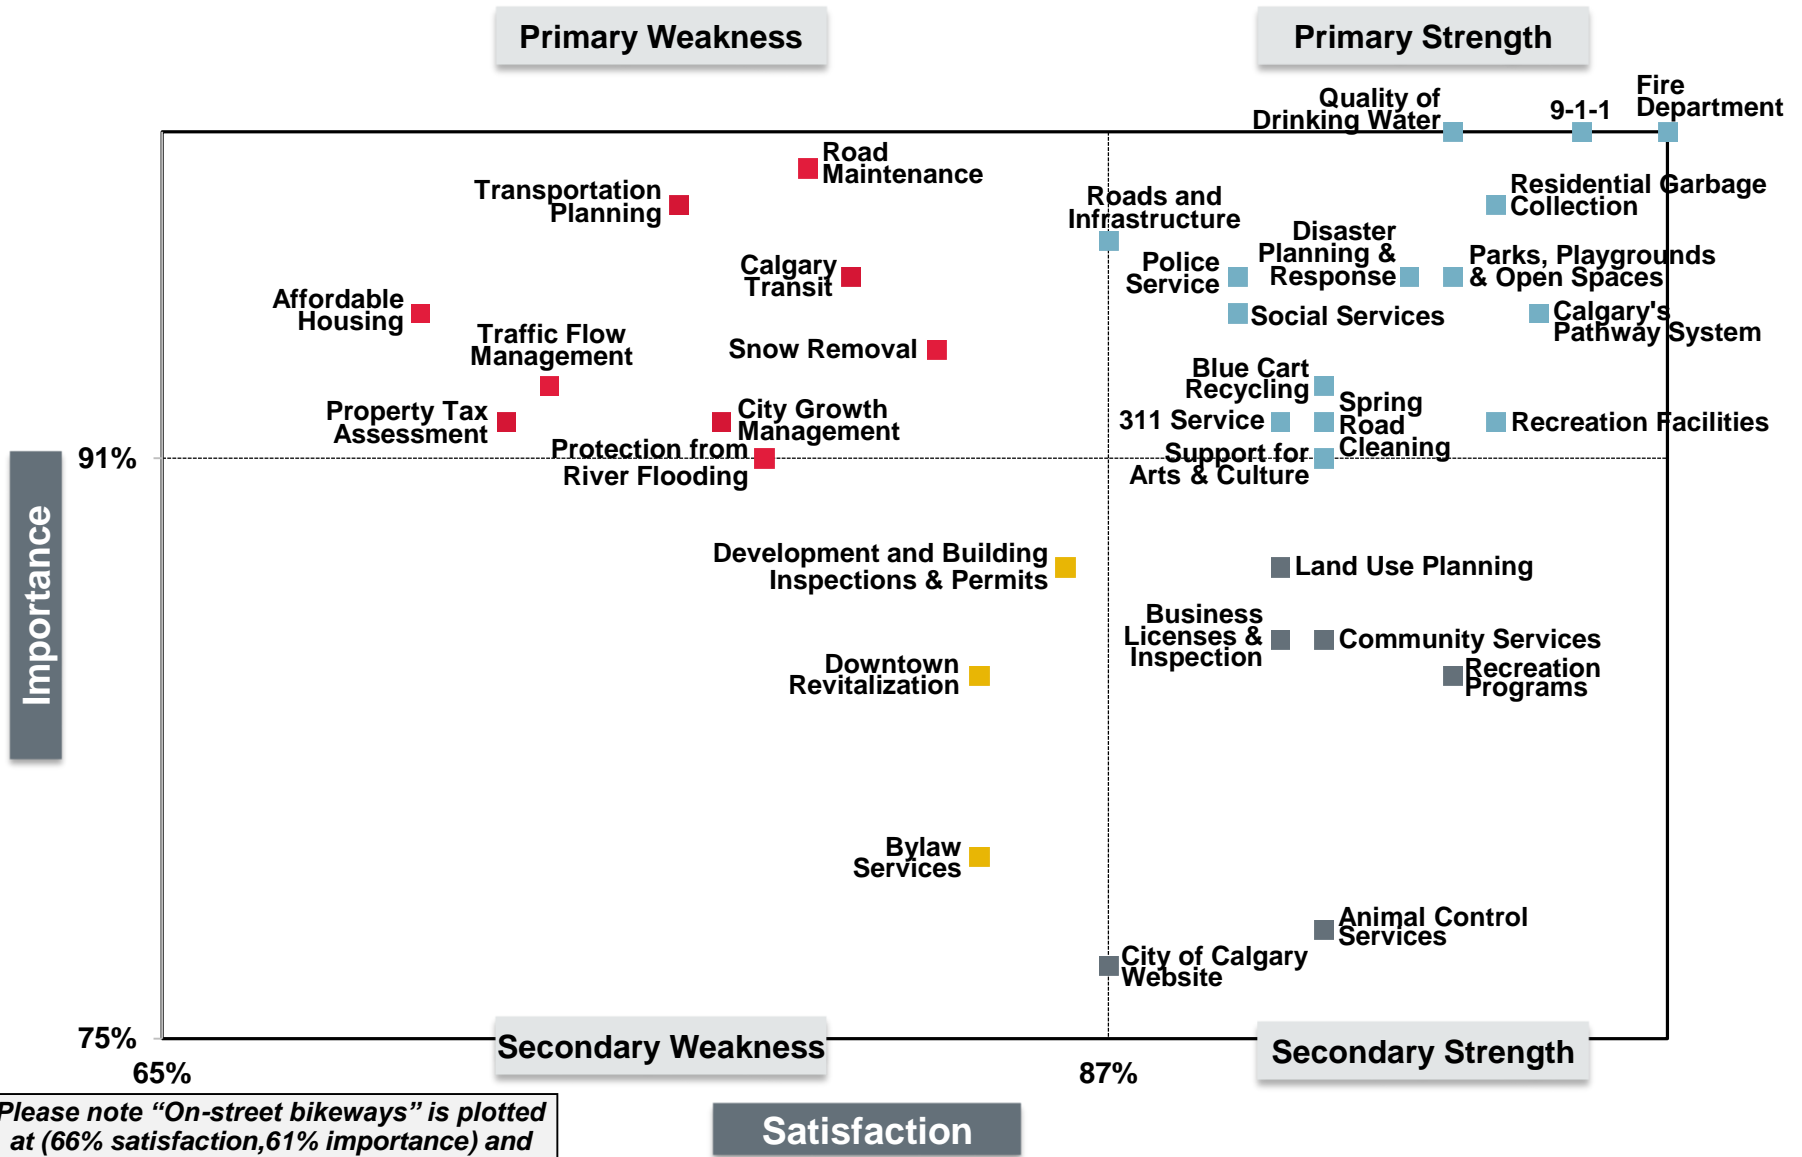 Primary Weakness
Primary Strength
Quality of
Drinking Water
9-1-1
Fire
Department
Road
Maintenance
Transportation
Planning
Roads and
Infrastructure
Residential Garbage
Collection
Calgary
Transit
Police
Service
Disaster
Planning &
Response
Parks, Playgrounds
& Open Spaces
Affordable
Housing
Social Services
Calgary's
Pathway System
Traffic Flow
Management
Snow Removal
Blue Cart
Recycling
Property Tax
Assessment
City Growth
Management
311 Service
Spring
Road
Cleaning
Recreation Facilities
91%
Protection from
River Flooding
Support for
Arts & Culture
Importance
Development and Building
Inspections & Permits
Land Use Planning
Business
Licenses &
Inspection
Community Services
Downtown
Revitalization
Recreation
Programs
Bylaw
Services
Animal Control
Services
City of Calgary
Website
75%
Secondary Weakness
Secondary Strength
65%
87%
Please note “On-street bikeways” is plotted
at (66% satisfaction,61% importance) and
Satisfaction